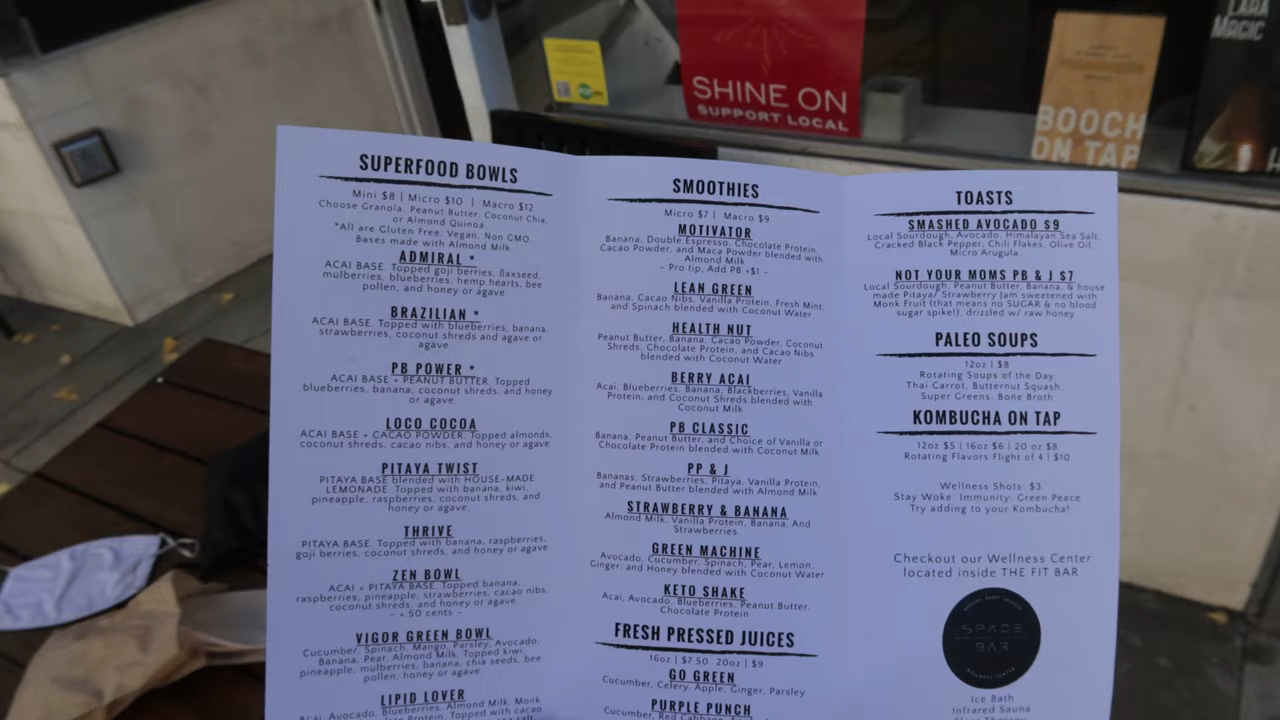 SHINE ON
SUPPORT LOCAL
BOOCH
ON TAP
LARA
MAGIC
SUPERFOOD BOWLS
Mini $8 | Micro $10 | Macro $12
Choose Granola: Peanut Butter, Coconut Chia,
or Almond Quinoa
*All are Gluten Free, Vegan, Non GMO.
Bases made with Almond Milk
ADMIRAL *
ACAI BASE. Topped goji berries, flaxseed,
mulberries, blueberries, hemp hearts, bee
pollen, and honey or agave
BRAZILIAN *
ACAI BASE. Topped with blueberries, banana,
strawberries, coconut shreds and agave or
agave
PB POWER *
ACAI BASE + PEANUT BUTTER. Topped
blueberries, banana, coconut shreds, and honey
or agave.
LOCO COCOA
ACAI BASE + CACAO POWDER. Topped almonds,
coconut shreds, cacao nibs, and honey or agave
PITAYA TWIST
PITAYA BASE blended with HOUSE-MADE
LEMONADE. Topped with banana, kiwi,
pineapple, raspberries, coconut shreds, and
honey or agave.
THRIVE
PITAYA BASE. Topped with banana, raspberries,
goji berries, coconut shreds, and honey or agave
ZEN BOWL
ACAI + PITAYA BASE. Topped banana,
raspberries, pineapple, strawberries, cacao nibs,
coconut shreds, and honey or agave.
- +.50 cents -
VIGOR GREEN BOWL
Cucumber, Spinach, Mango, Parsley, Avocado,
Banana, Pear, Almond Milk. Topped kiwi,
pineapple, mulberries, banana, chia seeds, bee
pollen, honey or agave
LIPID LOVER
Acai, Avocado, Blueberries, Almond Milk, Monk
Protein. Topped with cacao
SMOOTHIES
Micro $7 | Macro $9
MOTIVATOR
Banana, Double Espresso, Chocolate Protein,
Cacao Powder, and Maca Powder blended with
Almond Milk
- Pro tip, Add PB +$1 -
LEAN GREEN
Banana, Cacao Nibs, Vanilla Protein, Fresh Mint,
and Spinach blended with Coconut Water
HEALTH NUT
Peanut Butter, Banana, Cacao Powder, Coconut
Shreds, Chocolate Protein, and Cacao Nibs
blended with Coconut Water
BERRY ACAI
Acai, Blueberries, Banana, Blackberries, Vanilla
Protein, and Coconut Shreds blended with
Coconut Milk
PB CLASSIC
Banana, Peanut Butter, and Choice of Vanilla or
Chocolate Protein blended with Coconut Milk
PP & J
Bananas, Strawberries, Pitaya, Vanilla Protein,
and Peanut Butter blended with Almond Milk
STRAWBERRY & BANANA
Almond Milk, Vanilla Protein, Banana, And
Strawberries.
GREEN MACHINE
Avocado, Cucumber, Spinach, Pear, Lemon,
Ginger, and Honey blended with Coconut Water
KETO SHAKE
Acai, Avocado, Blueberries, Peanut Butter,
Chocolate Protein
FRESH PRESSED JUICES
16oz | $7.50 20oz | $9
GO GREEN
Cucumber, Celery, Apple, Ginger, Parsley
PURPLE PUNCH
Cucumber, Red Cabbage,
TOASTS
SMASHED AVOCADO $9
Local Sourdough, Avocado, Himalayan Sea Salt,
Cracked Black Pepper, Chili Flakes, Olive Oil,
Micro Arugula.
NOT YOUR MOMS PB & J $7
Local Sourdough, Peanut Butter, Banana, & house
made Pitaya/ Strawberry Jam sweetened with
Monk Fruit (that means no SUGAR & no blood
sugar spike!), drizzled w/ raw honey
PALEO SOUPS
12oz | $8
Rotating Soups of the Day
Thai Carrot, Butternut Squash,
Super Greens, Bone Broth
KOMBUCHA ON TAP
12oz $5 | 16oz $6 | 20 oz $8
Rotating Flavors Flight of 4 | $10
Wellness Shots: $3
Stay Woke: Immunity: Green Peace
Try adding to your Kombucha!
Checkout our Wellness Center
located inside THE FIT BAR
SPACE
BAR
WELLNESS CENTER
Ice Bath
Infrared Sauna